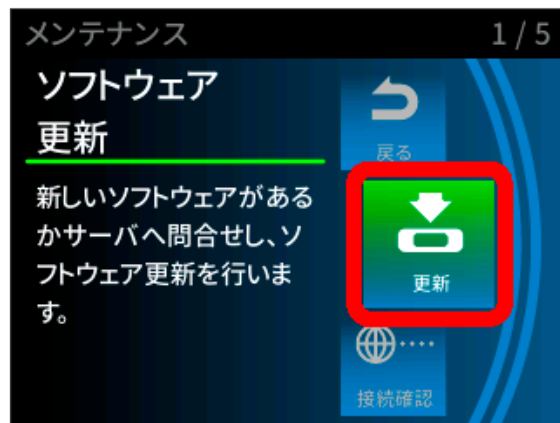 メンテナンス 1 / 5
ソフトウェア
更新
新しいソフトウェアがある
かサーバへ問合せし、ソ
フトウェア更新を行いま
す。
戻る
更新
接続確認